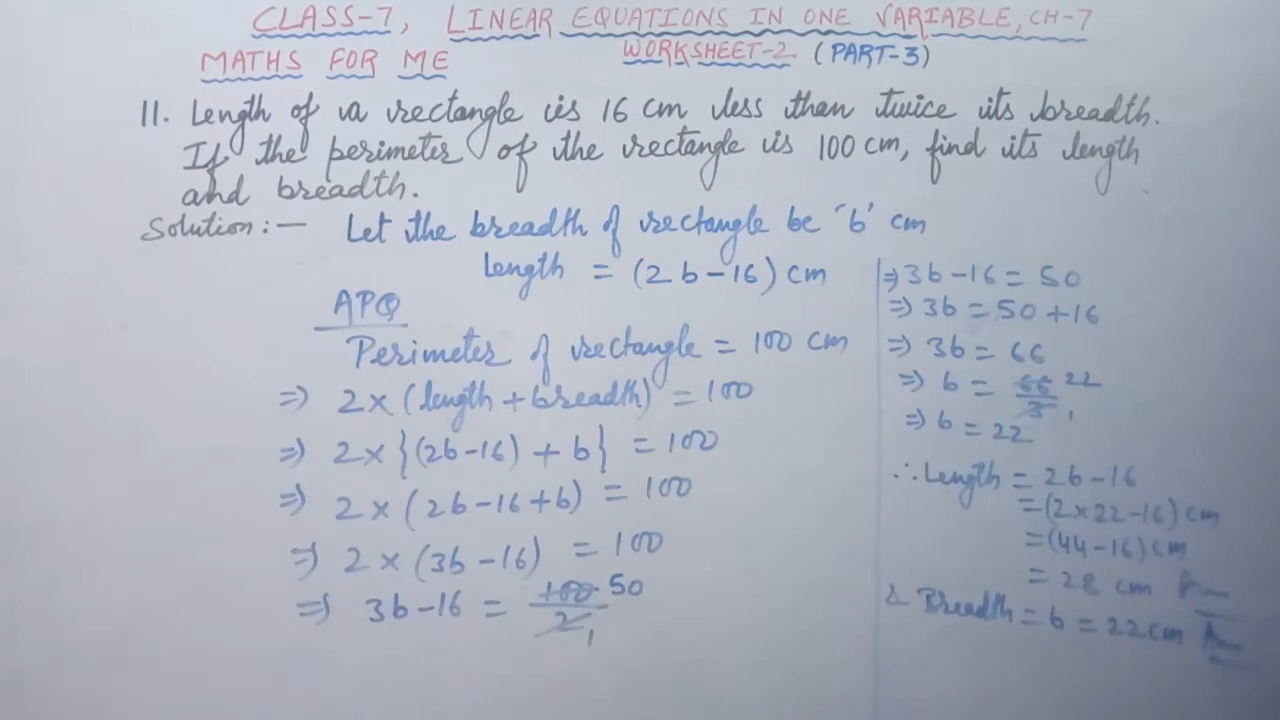 CLASS-7, LINEAR EQUATIONS IN ONE VARIABLE, CH-7
MATHS FOR ME WORKSHEET-2 (PART-3)
11. Length of a rectangle is 16 cm less than twice its breadth.
If the perimeter of the rectangle is 100 cm, find its length
and breadth.
Solution:— Let the breadth of rectangle be 'b' cm
length = (2b-16) cm
APQ
Perimeter of rectangle = 100 cm
⇒ 2×(length + breadth) = 100
⇒ 2×{(2b-16) + b} = 100
⇒ 2×(2b-16+b) = 100
⇒ 2×(3b-16) = 100
⇒ 3b-16 = 100/2 50 1
⇒ 3b-16 = 50
⇒ 3b = 50+16
⇒ 3b = 66
⇒ b = 66/3 22 1
⇒ b = 22
∴ Length = 2b-16
= (2×22-16) cm
= (44-16) cm
= 28 cm
& Breadth = b = 22 cm